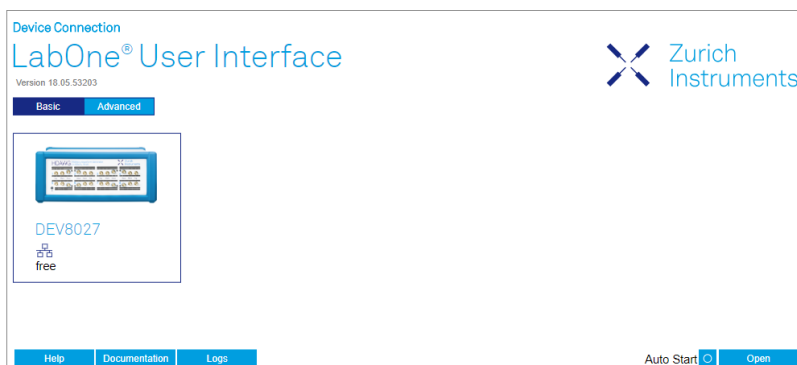 Device Connection
LabOne® User Interface
Version 18.05.53203
Zurich
Instruments
Basic
Advanced
HDAWG
DEV8027
free
Help
Documentation
Logs
Auto Start
Open